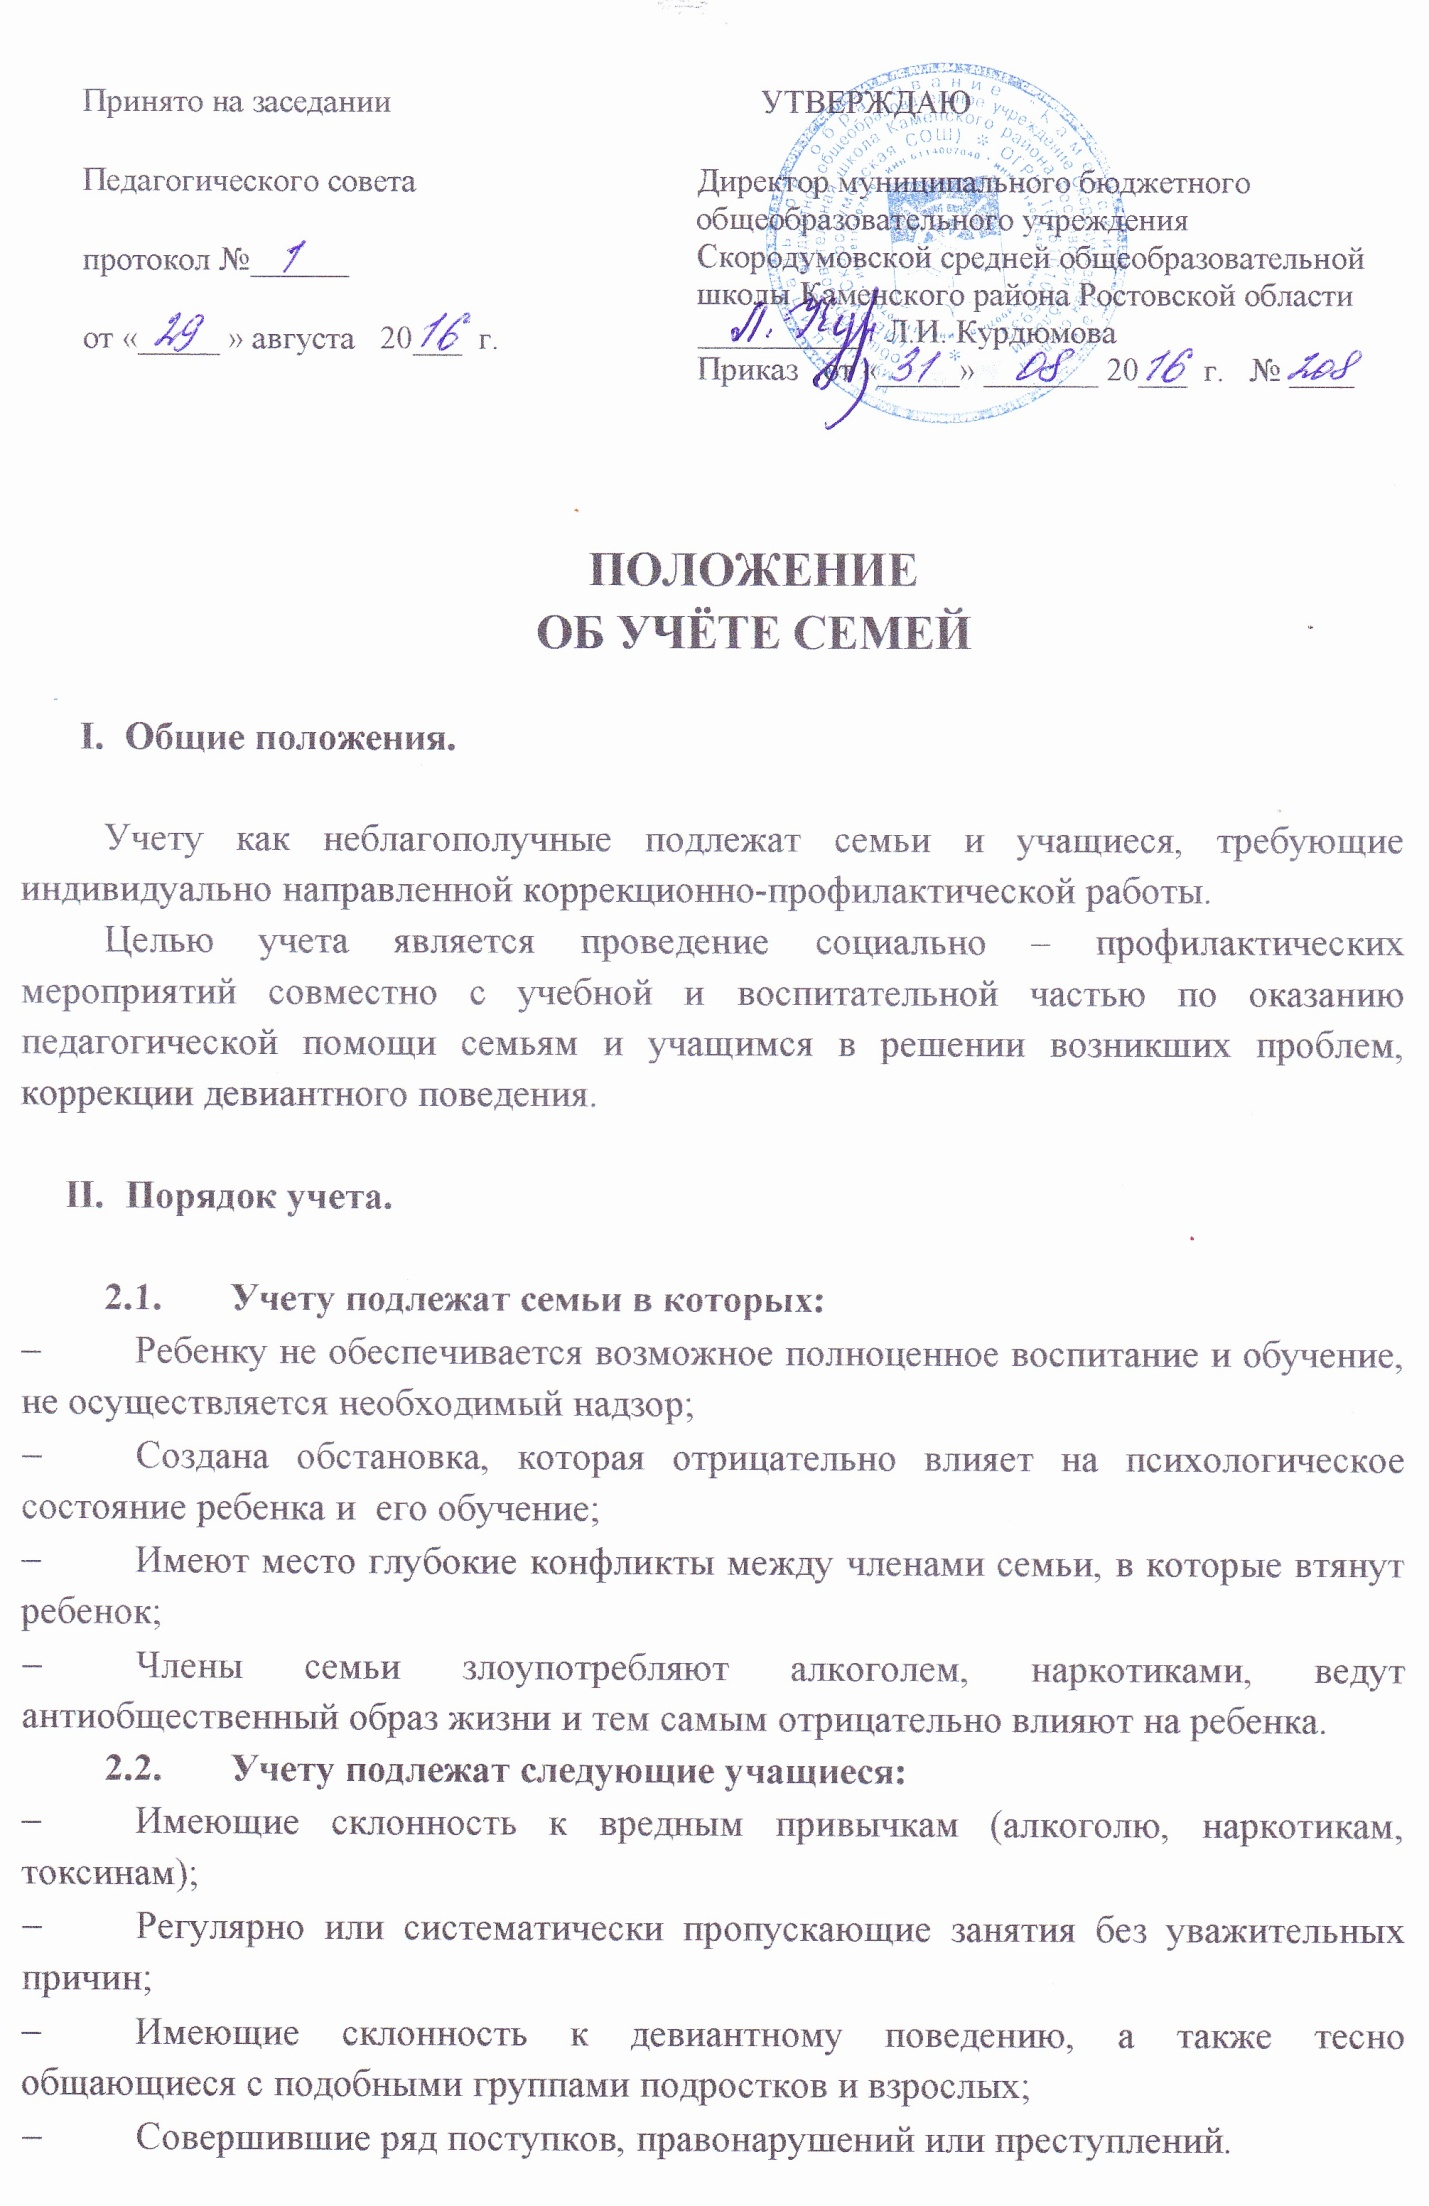 Принято на заседании
Педагогического совета
протокол № 1
от « 29 » августа 2016 г.
УТВЕРЖДАЮ
Директор муниципального бюджетного
общеобразовательного учреждения
Скородумовской средней общеобразовательной
школы Каменского района Ростовской области
Л.И. Курдюмова
Приказ от « 31 » 08 2016 г. № 208
ПОЛОЖЕНИЕ
ОБ УЧЁТЕ СЕМЕЙ
I. Общие положения.
Учету как неблагополучные подлежат семьи и учащиеся, требующие
индивидуально направленной коррекционно-профилактической работы.
Целью учета является проведение социально – профилактических
мероприятий совместно с учебной и воспитательной частью по оказанию
педагогической помощи семьям и учащимся в решении возникших проблем,
коррекции девиантного поведения.
II. Порядок учета.
2.1. Учету подлежат семьи в которых:
– Ребенку не обеспечивается возможное полноценное воспитание и обучение,
не осуществляется необходимый надзор;
– Создана обстановка, которая отрицательно влияет на психологическое
состояние ребенка и его обучение;
– Имеют место глубокие конфликты между членами семьи, в которые втянут
ребенок;
– Члены семьи злоупотребляют алкоголем, наркотиками, ведут
антиобщественный образ жизни и тем самым отрицательно влияют на ребенка.
2.2. Учету подлежат следующие учащиеся:
– Имеющие склонность к вредным привычкам (алкоголю, наркотикам,
токсинам);
– Регулярно или систематически пропускающие занятия без уважительных
причин;
– Имеющие склонность к девиантному поведению, а также тесно
общающиеся с подобными группами подростков и взрослых;
– Совершившие ряд поступков, правонарушений или преступлений.